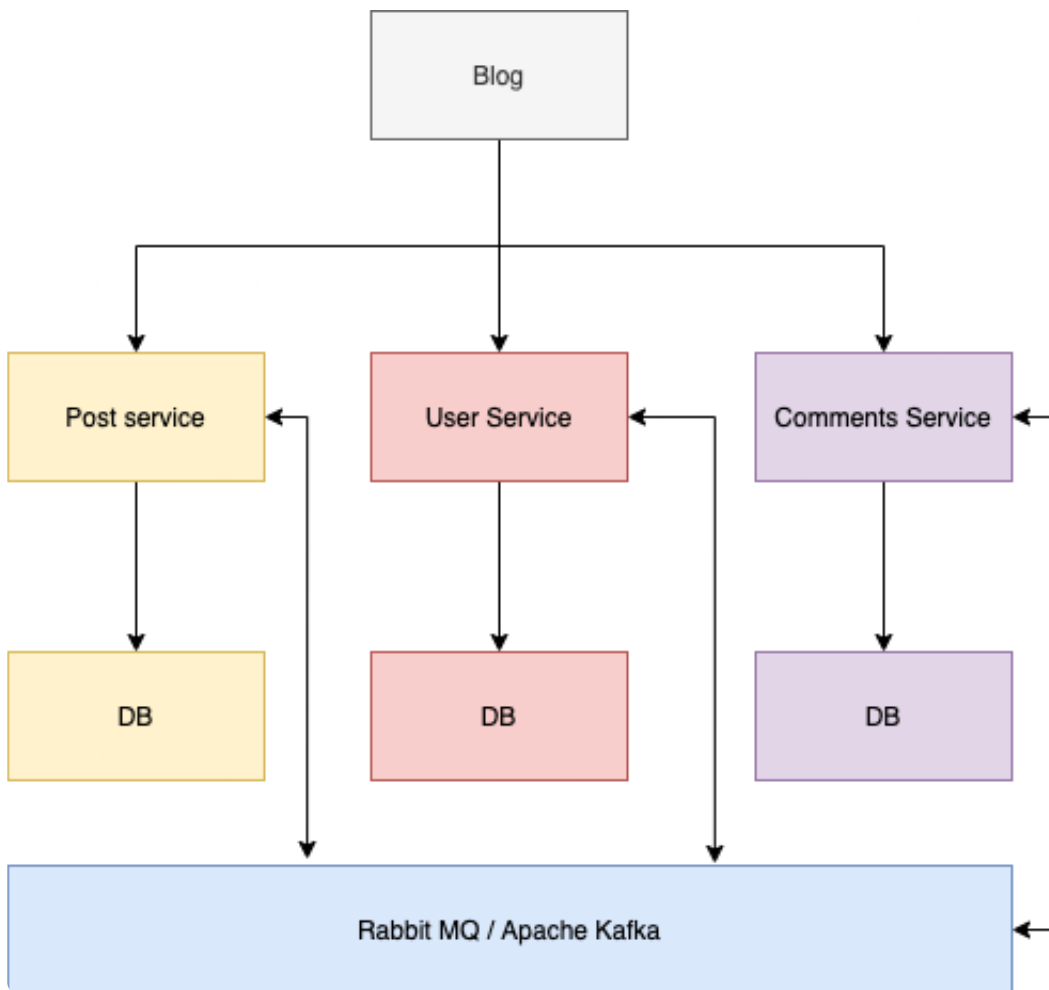 Blog
Post service
User Service
Comments Service
DB
DB
DB
Rabbit MQ / Apache Kafka